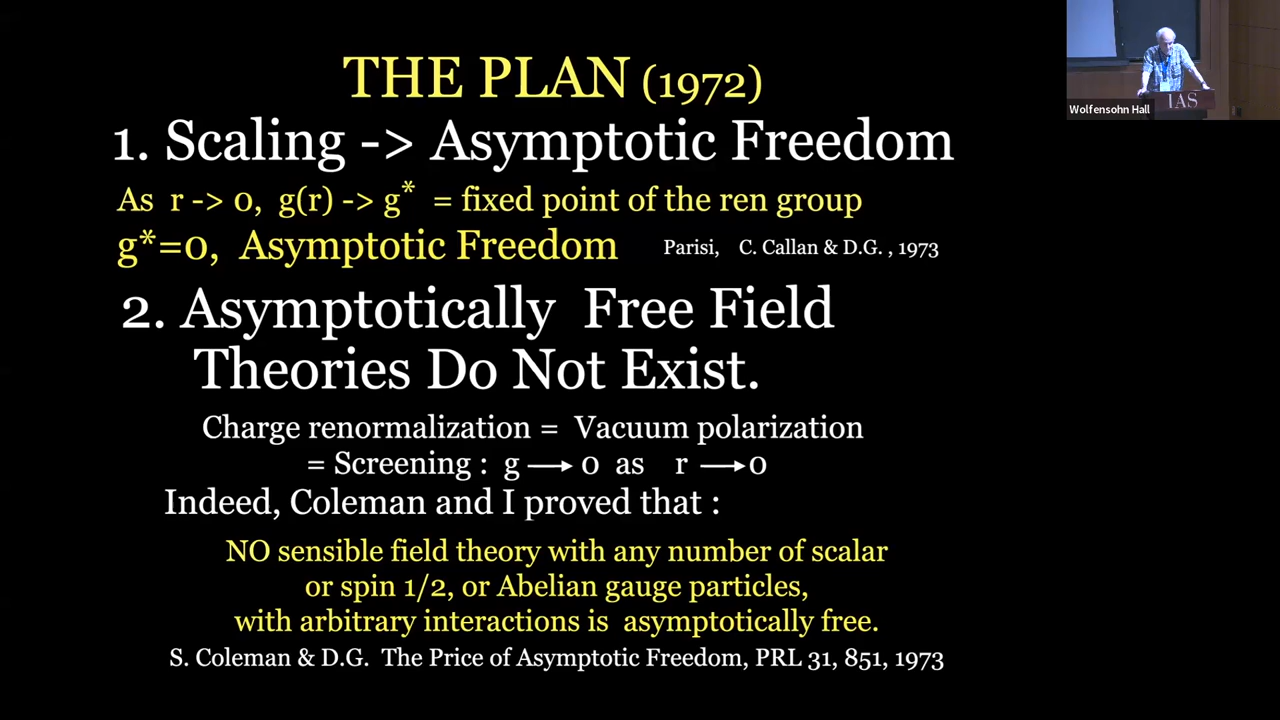 THE PLAN (1972)
1. Scaling -> Asymptotic Freedom
As r -> 0, g(r) -> g* = fixed point of the ren group
g*=0, Asymptotic Freedom Parisi, C. Callan & D.G. , 1973
2. Asymptotically Free Field
Theories Do Not Exist.
Charge renormalization = Vacuum polarization
= Screening : g → 0 as r → 0
Indeed, Coleman and I proved that :
NO sensible field theory with any number of scalar
or spin 1/2, or Abelian gauge particles,
with arbitrary interactions is asymptotically free.
S. Coleman & D.G. The Price of Asymptotic Freedom, PRL 31, 851, 1973
IAS
Wolfensohn Hall